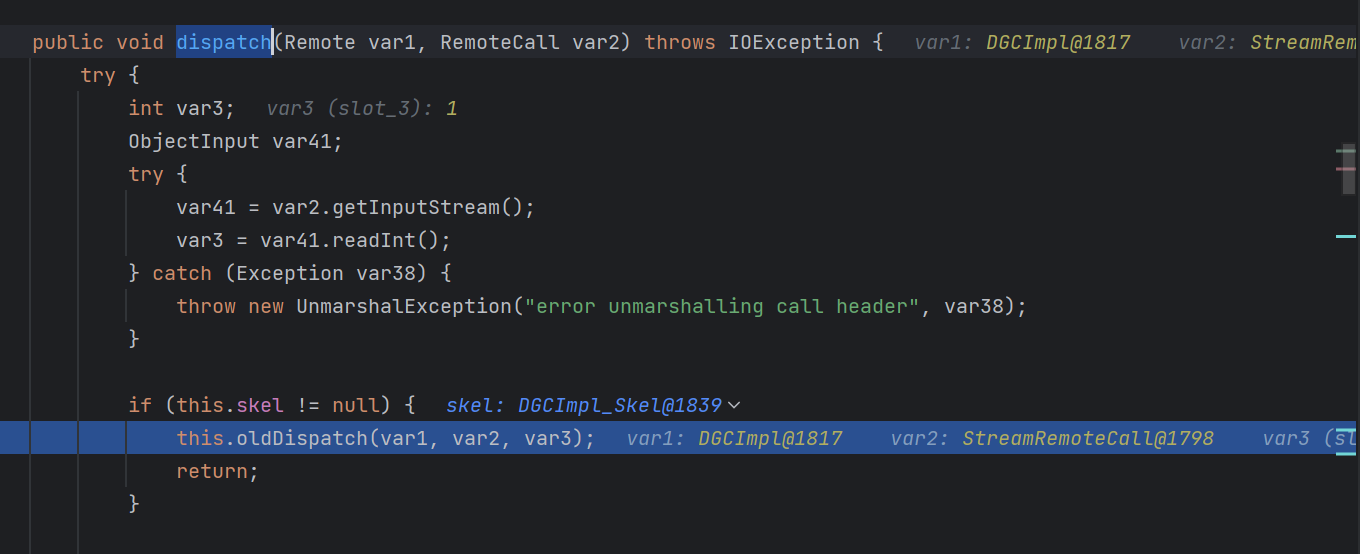 public void dispatch(Remote var1, RemoteCall var2) throws IOException {   var1: DGCImpl@1817   var2: StreamRem
try {
int var3;   var3 (slot_3): 1
ObjectInput var41;
try {
var41 = var2.getInputStream();
var3 = var41.readInt();
} catch (Exception var38) {
throw new UnmarshalException("error unmarshalling call header", var38);
}
if (this.skel != null) {   skel: DGCImpl_Skel@1839
this.oldDispatch(var1, var2, var3);   var1: DGCImpl@1817   var2: StreamRemoteCall@1798   var3 (sl
return;
}